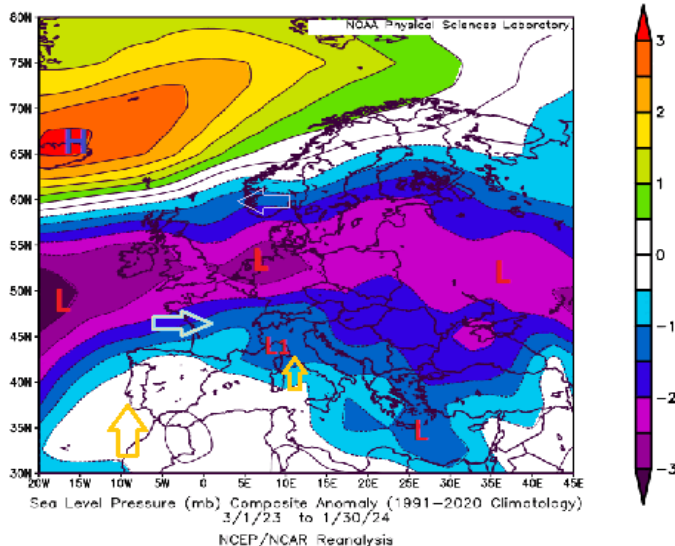 NOAA Physical Sciences Laboratory
80N
75N
70N
65N
60N
55N
50N
45N
40N
35N
30N
H
L
L
L
L1
L
20W 15W 10W 5W 0 5E 10E 15E 20E 25E 30E 35E 40E 45E
3
2
1
0
-1
-2
-3
Sea Level Pressure (mb) Composite Anomaly (1991-2020 Climatology)
3/1/23 to 1/30/24
NCEP/NCAR Reanalysis